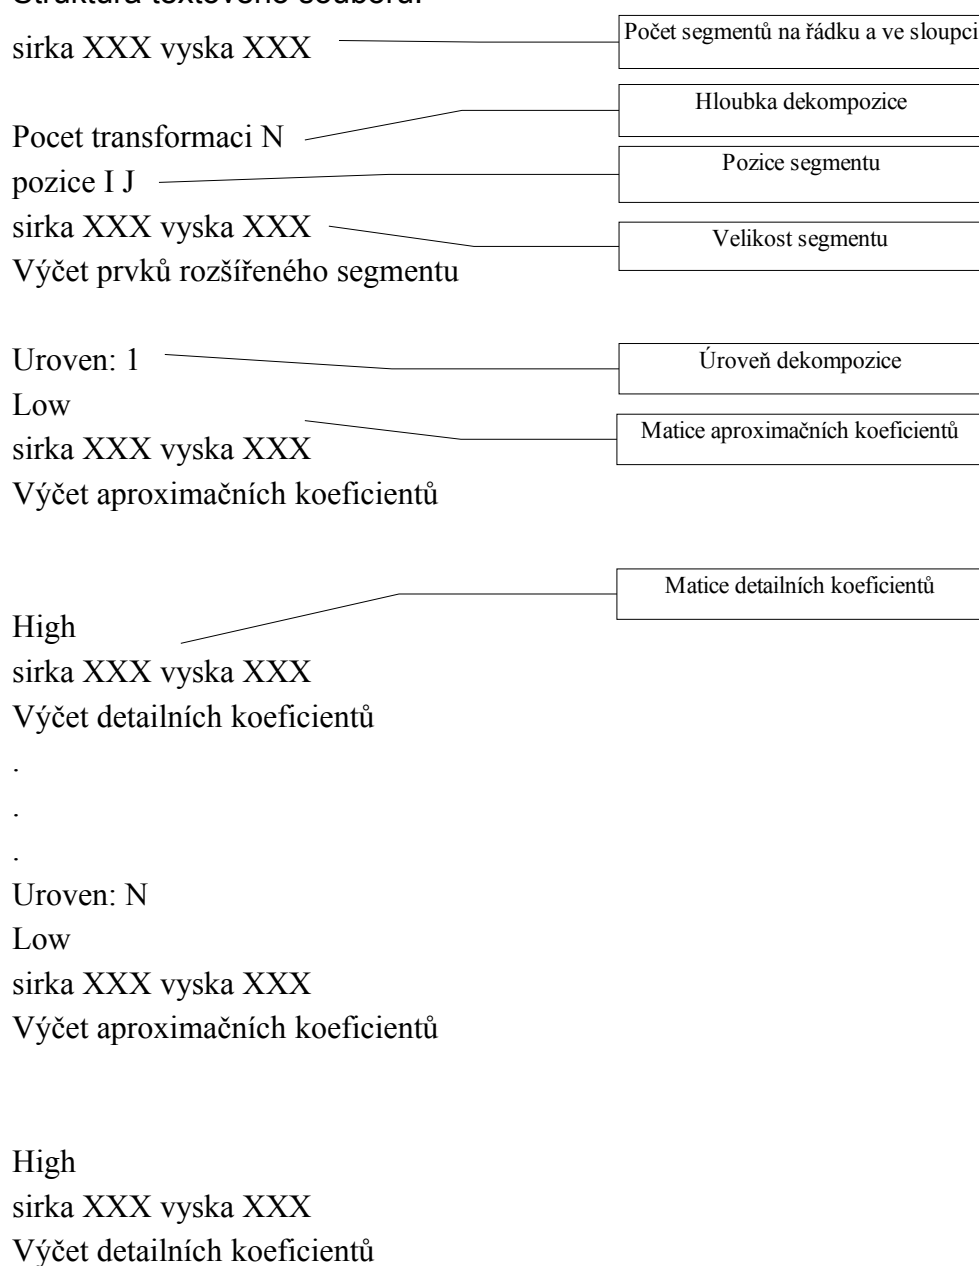 Struktura textového souboru:
sirka XXX vyska XXX
Počet segmentů na řádku a ve sloupci
Hloubka dekompozice
Pocet transformaci N
Pozice segmentu
pozice I J
sirka XXX vyska XXX
Velikost segmentu
Výčet prvků rozšířeného segmentu
Uroven: 1
Úroveň dekompozice
Low
Matice aproximačních koeficientů
sirka XXX vyska XXX
Výčet aproximačních koeficientů
Matice detailních koeficientů
High
sirka XXX vyska XXX
Výčet detailních koeficientů
.
.
.
Uroven: N
Low
sirka XXX vyska XXX
Výčet aproximačních koeficientů
High
sirka XXX vyska XXX
Výčet detailních koeficientů